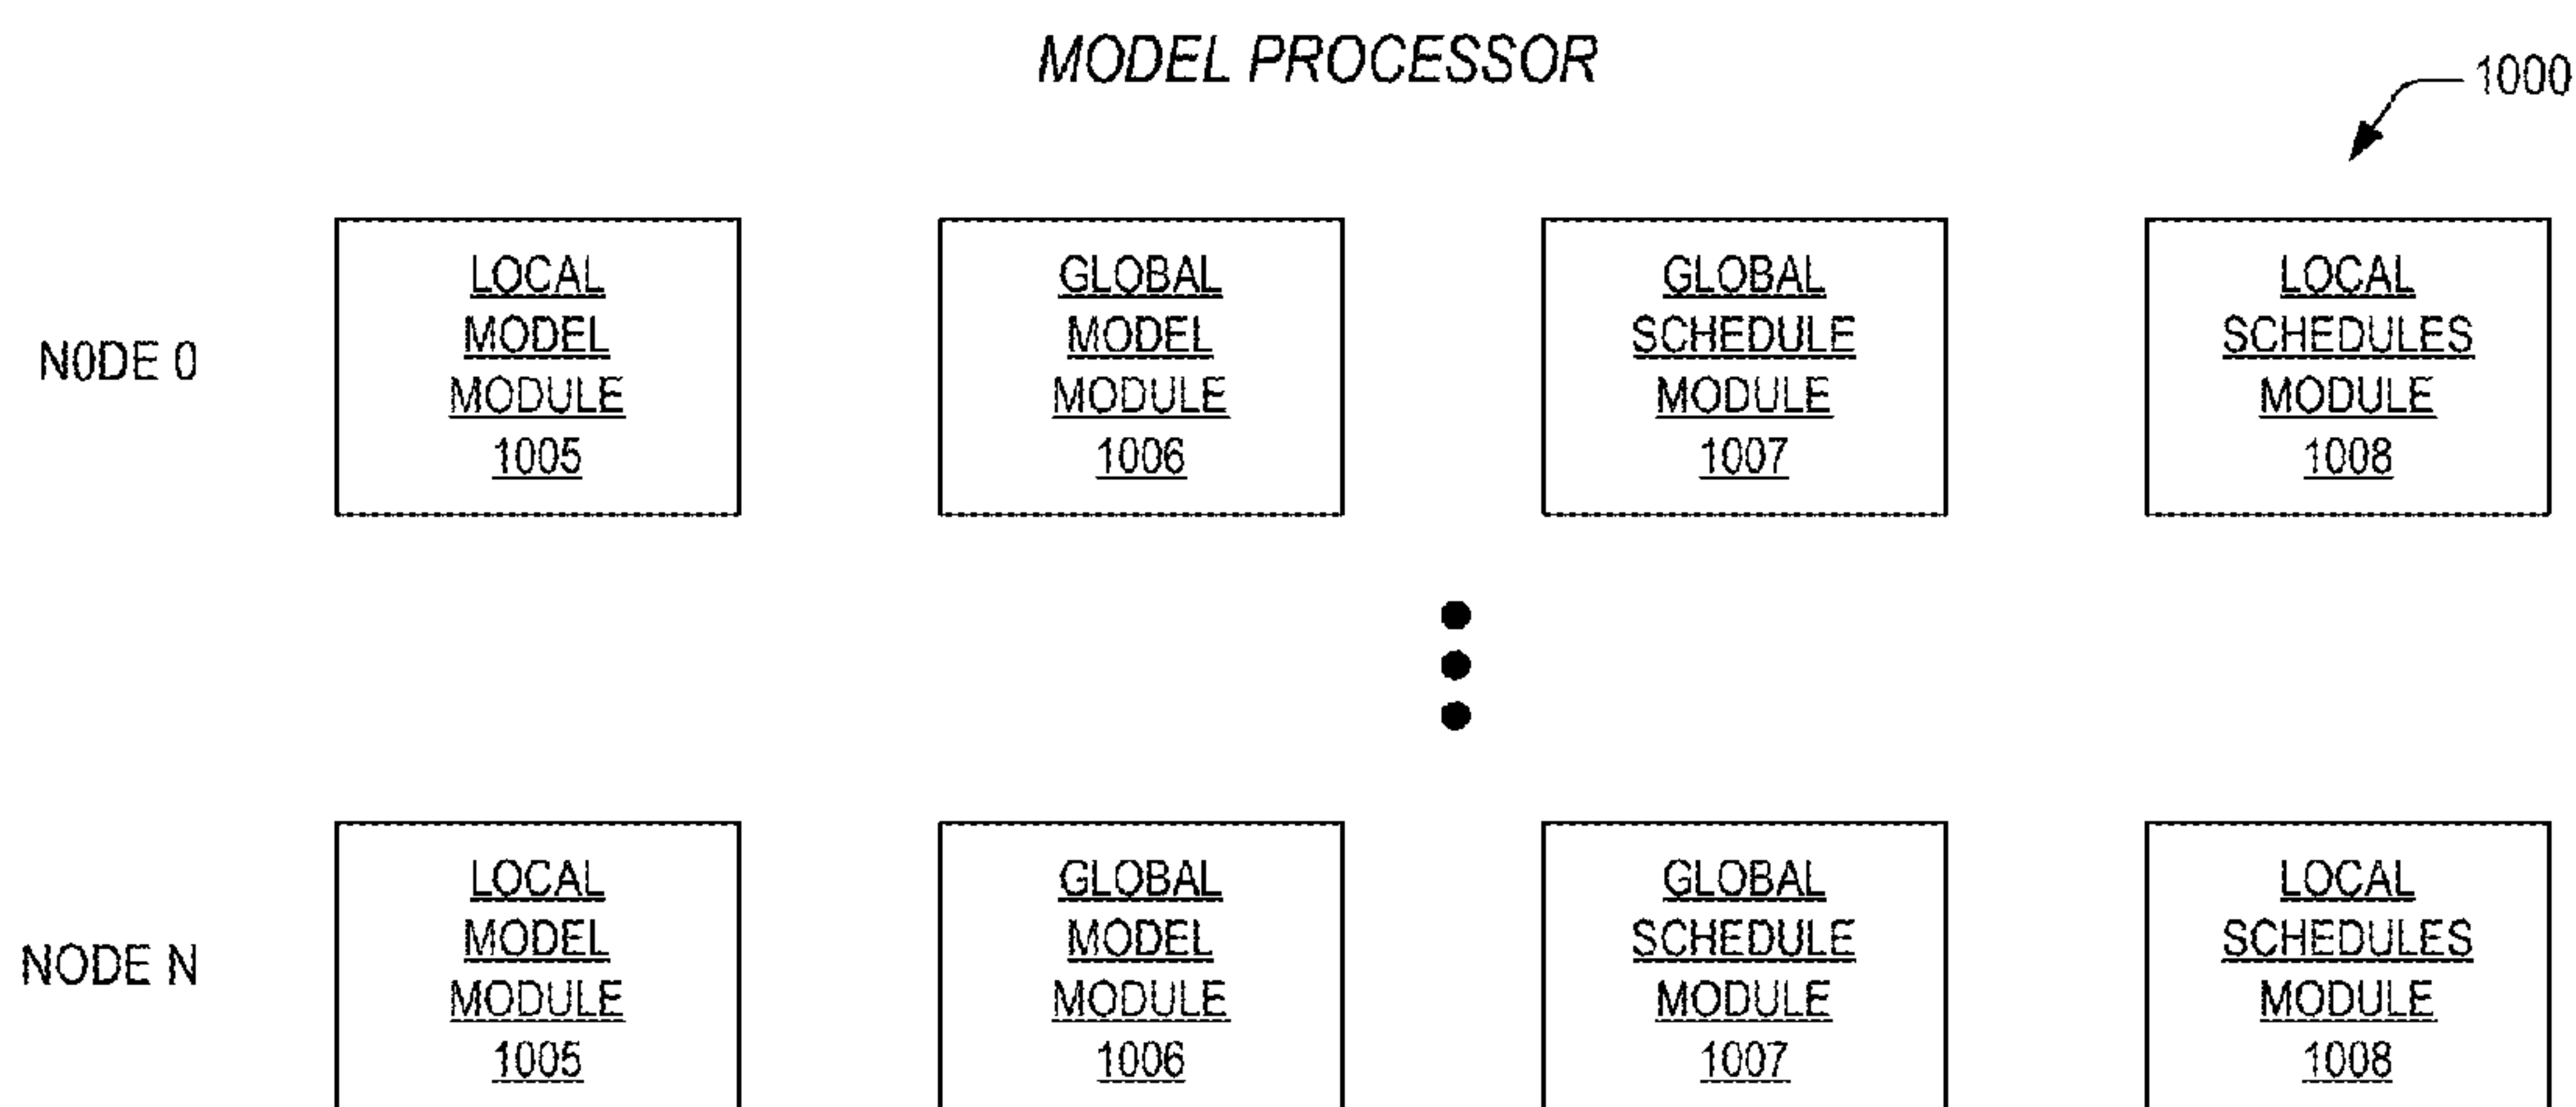 MODEL PROCESSOR
1000
NODE 0
LOCAL
MODEL
MODULE
1005
GLOBAL
MODEL
MODULE
1006
GLOBAL
SCHEDULE
MODULE
1007
LOCAL
SCHEDULES
MODULE
1008
NODE N
LOCAL
MODEL
MODULE
1005
GLOBAL
MODEL
MODULE
1006
GLOBAL
SCHEDULE
MODULE
1007
LOCAL
SCHEDULES
MODULE
1008